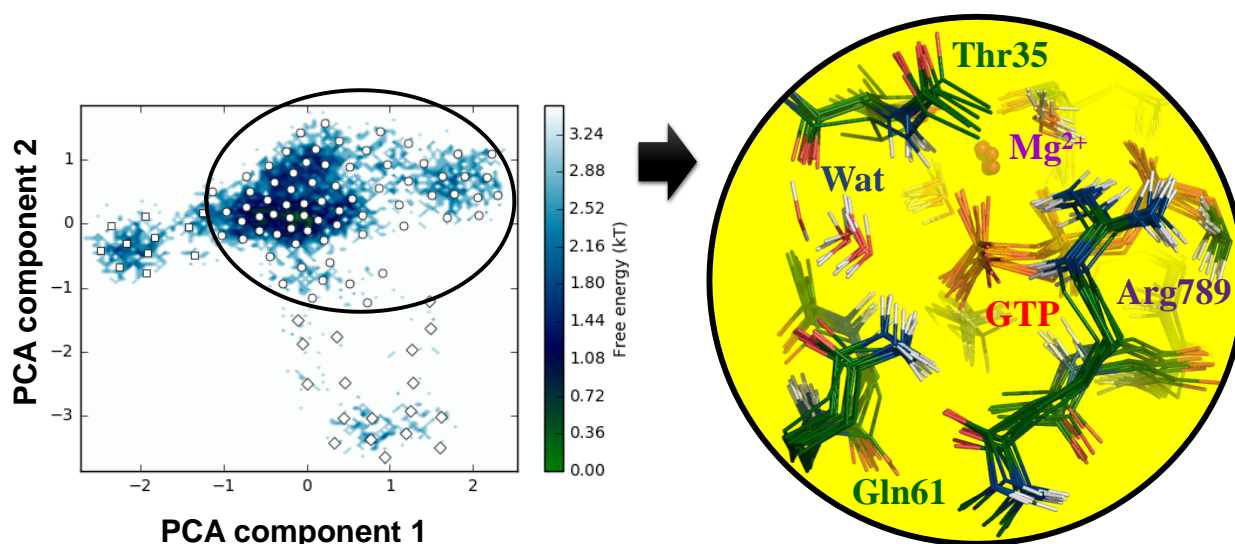 PCA component 2
1
0
−1
−2
−3
−2
−1
0
1
2
PCA component 1
3.24
2.88
2.52
2.16
1.80
1.44
1.08
0.72
0.36
0.00
Free energy (kT)
Thr35
Mg²⁺
Wat
GTP
Arg789
Gln61